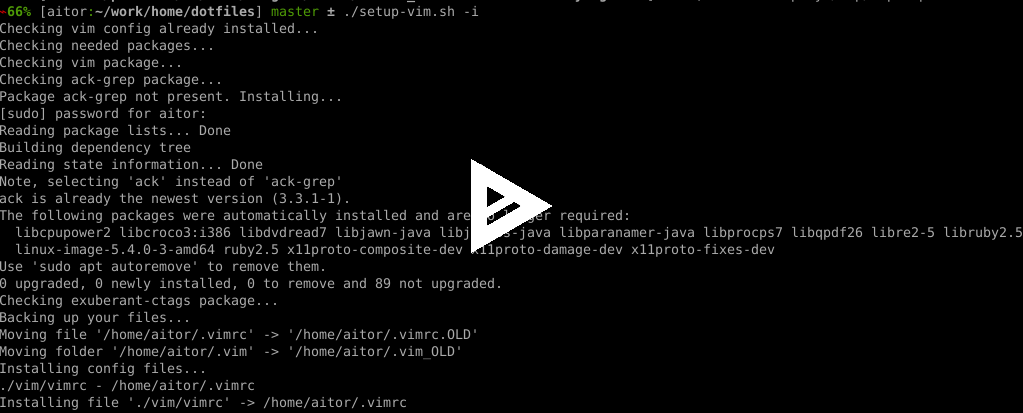 ~66% [aitor:~/work/home/dotfiles] master ± ./setup-vim.sh -i
Checking vim config already installed...
Checking needed packages...
Checking vim package...
Checking ack-grep package...
Package ack-grep not present. Installing...
[sudo] password for aitor:
Reading package lists... Done
Building dependency tree
Reading state information... Done
Note, selecting 'ack' instead of 'ack-grep'
ack is already the newest version (3.3.1-1).
The following packages were automatically installed and are required:
libcpupower2 libcroco3:i386 libdvdread7 libjawn-java libparanamer-java libprocps7 libqpdf26 libre2-5 libruby2.5
linux-image-5.4.0-3-amd64 ruby2.5 x11proto-composite-dev x11proto-damage-dev x11proto-fixes-dev
Use 'sudo apt autoremove' to remove them.
0 upgraded, 0 newly installed, 0 to remove and 89 not upgraded.
Checking exuberant-ctags package...
Backing up your files...
Moving file '/home/aitor/.vimrc' -> '/home/aitor/.vimrc.OLD'
Moving folder '/home/aitor/.vim' -> '/home/aitor/.vim_OLD'
Installing config files...
./vim/vimrc - /home/aitor/.vimrc
Installing file './vim/vimrc' -> /home/aitor/.vimrc